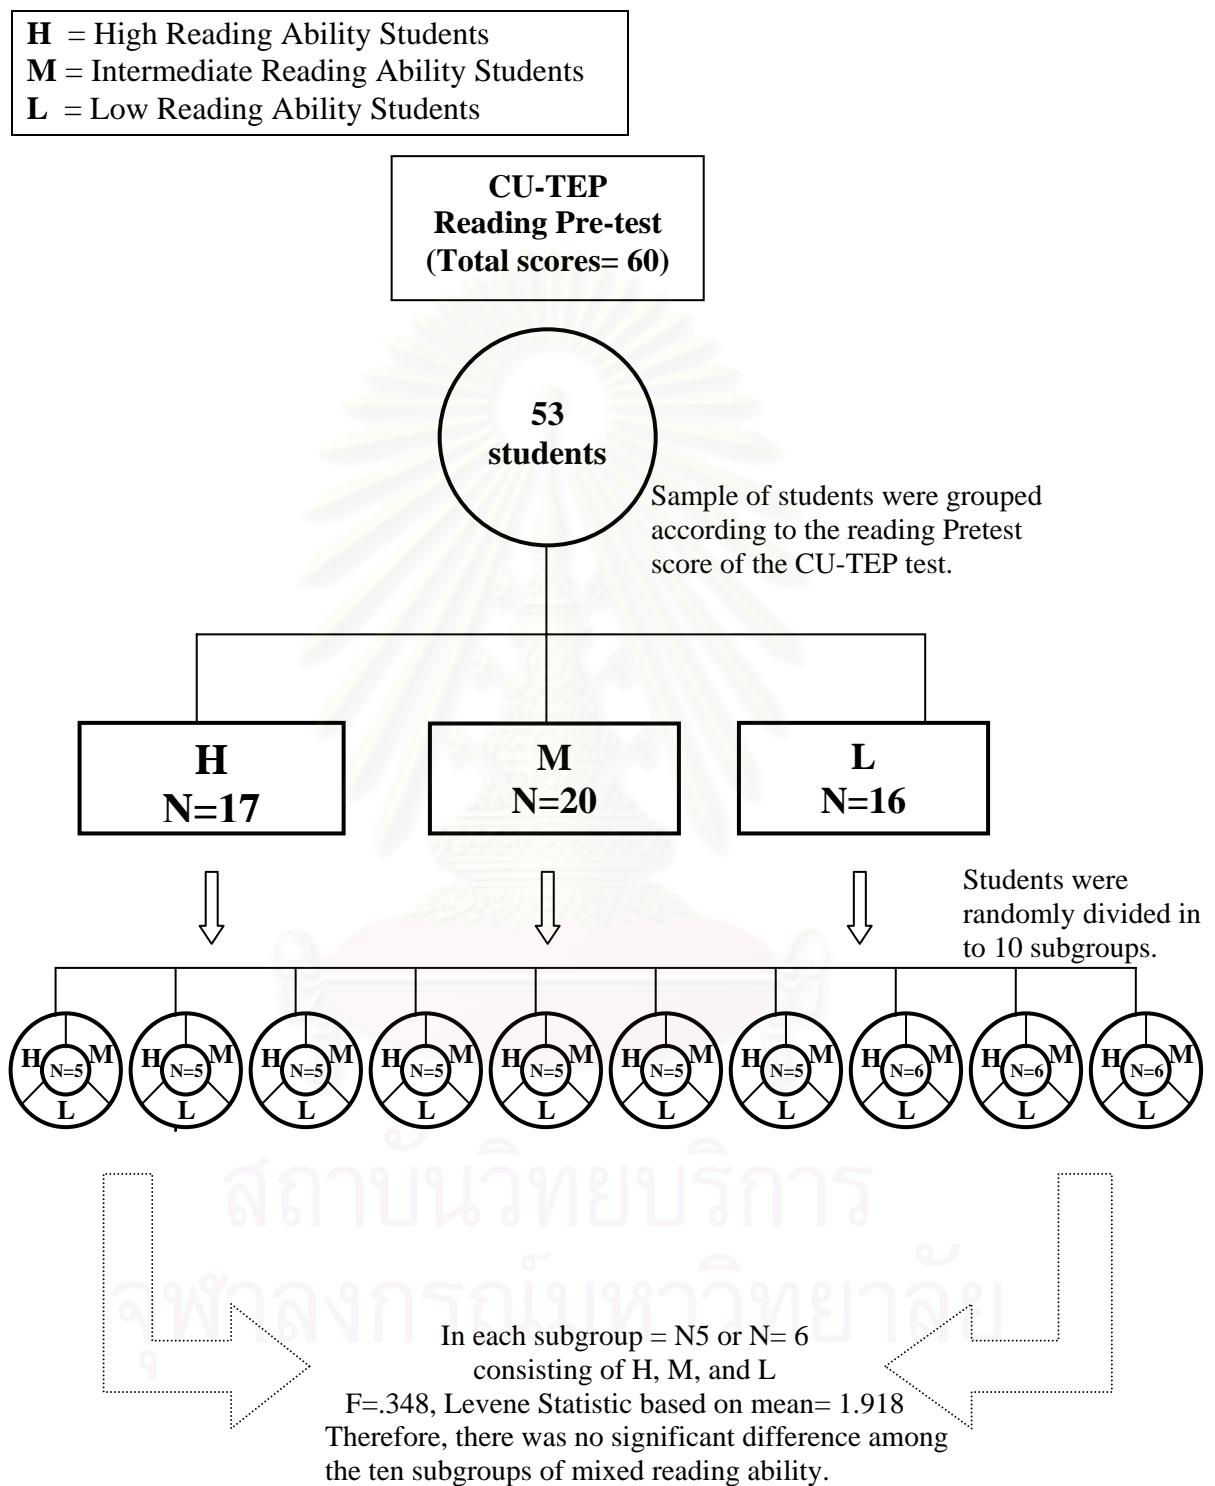 H = High Reading Ability Students
M = Intermediate Reading Ability Students
L = Low Reading Ability Students
CU-TEP
Reading Pre-test
(Total scores= 60)
53
students
Sample of students were grouped
according to the reading Pretest
score of the CU-TEP test.
H
N=17
M
N=20
L
N=16
Students were
randomly divided in
to 10 subgroups.
H M
N=5
L
H M
N=5
L
H M
N=5
L
H M
N=5
L
H M
N=5
L
H M
N=5
L
H M
N=5
L
H M
N=6
L
H M
N=6
L
H M
N=6
L
สถาบันวิทยบริการ
จุฬาลงกรณ์มหาวิทยาลัย
In each subgroup = N5 or N= 6
consisting of H, M, and L
F=.348, Levene Statistic based on mean= 1.918
Therefore, there was no significant difference among
the ten subgroups of mixed reading ability.